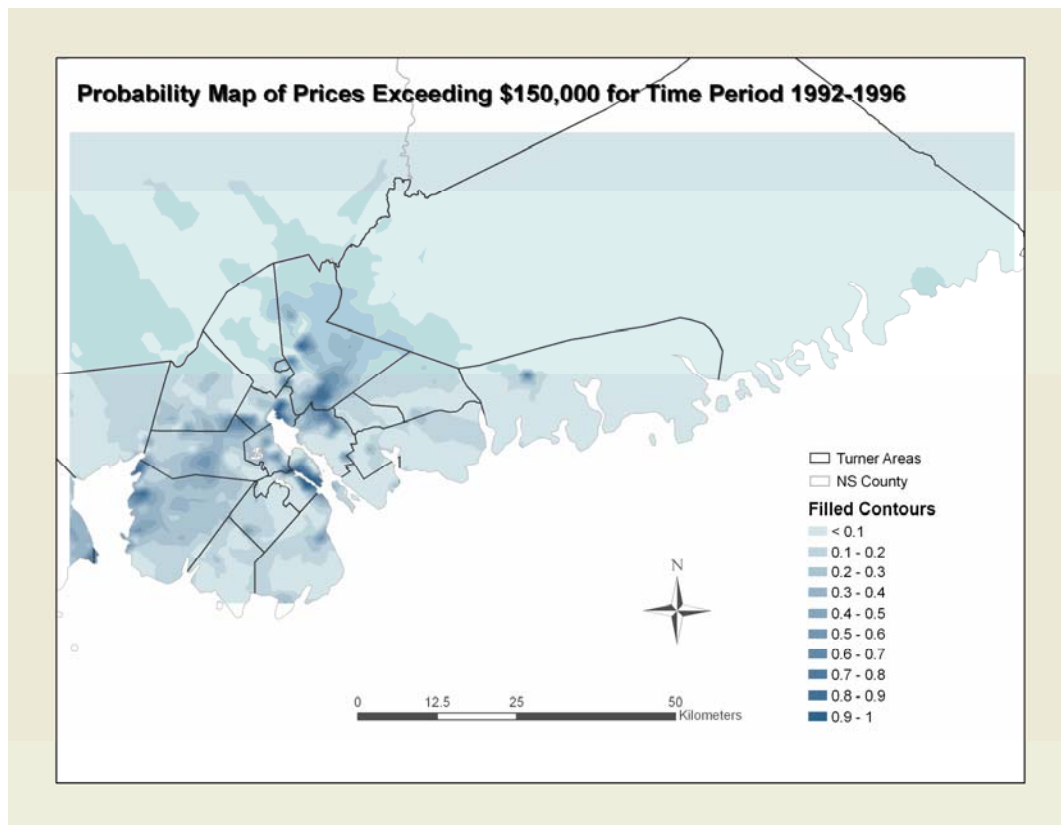 Probability Map of Prices Exceeding $150,000 for Time Period 1992-1996
Turner Areas
NS County
Filled Contours
< 0.1
0.1 - 0.2
0.2 - 0.3
0.3 - 0.4
0.4 - 0.5
0.5 - 0.6
0.6 - 0.7
0.7 - 0.8
0.8 - 0.9
0.9 - 1
N
0 12.5 25 50
Kilometers